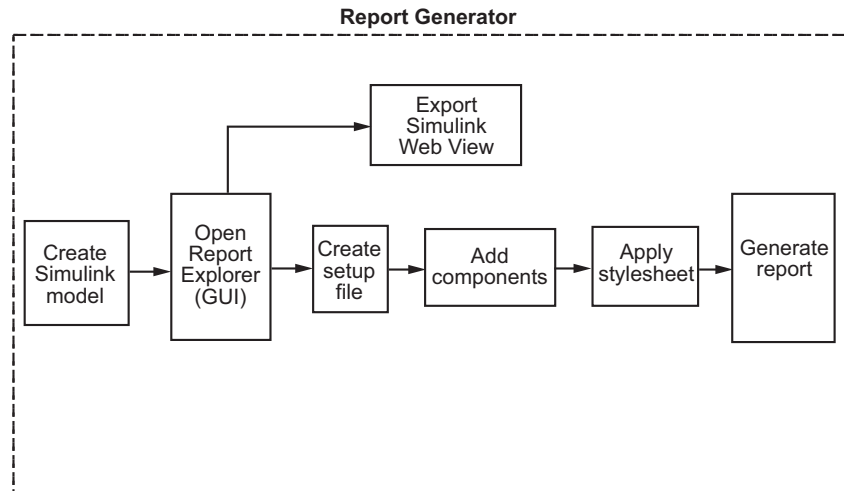 Report Generator
Export
Simulink
Web View
Create
Simulink
model
Open
Report
Explorer
(GUI)
Create
setup
file
Add
components
Apply
stylesheet
Generate
report